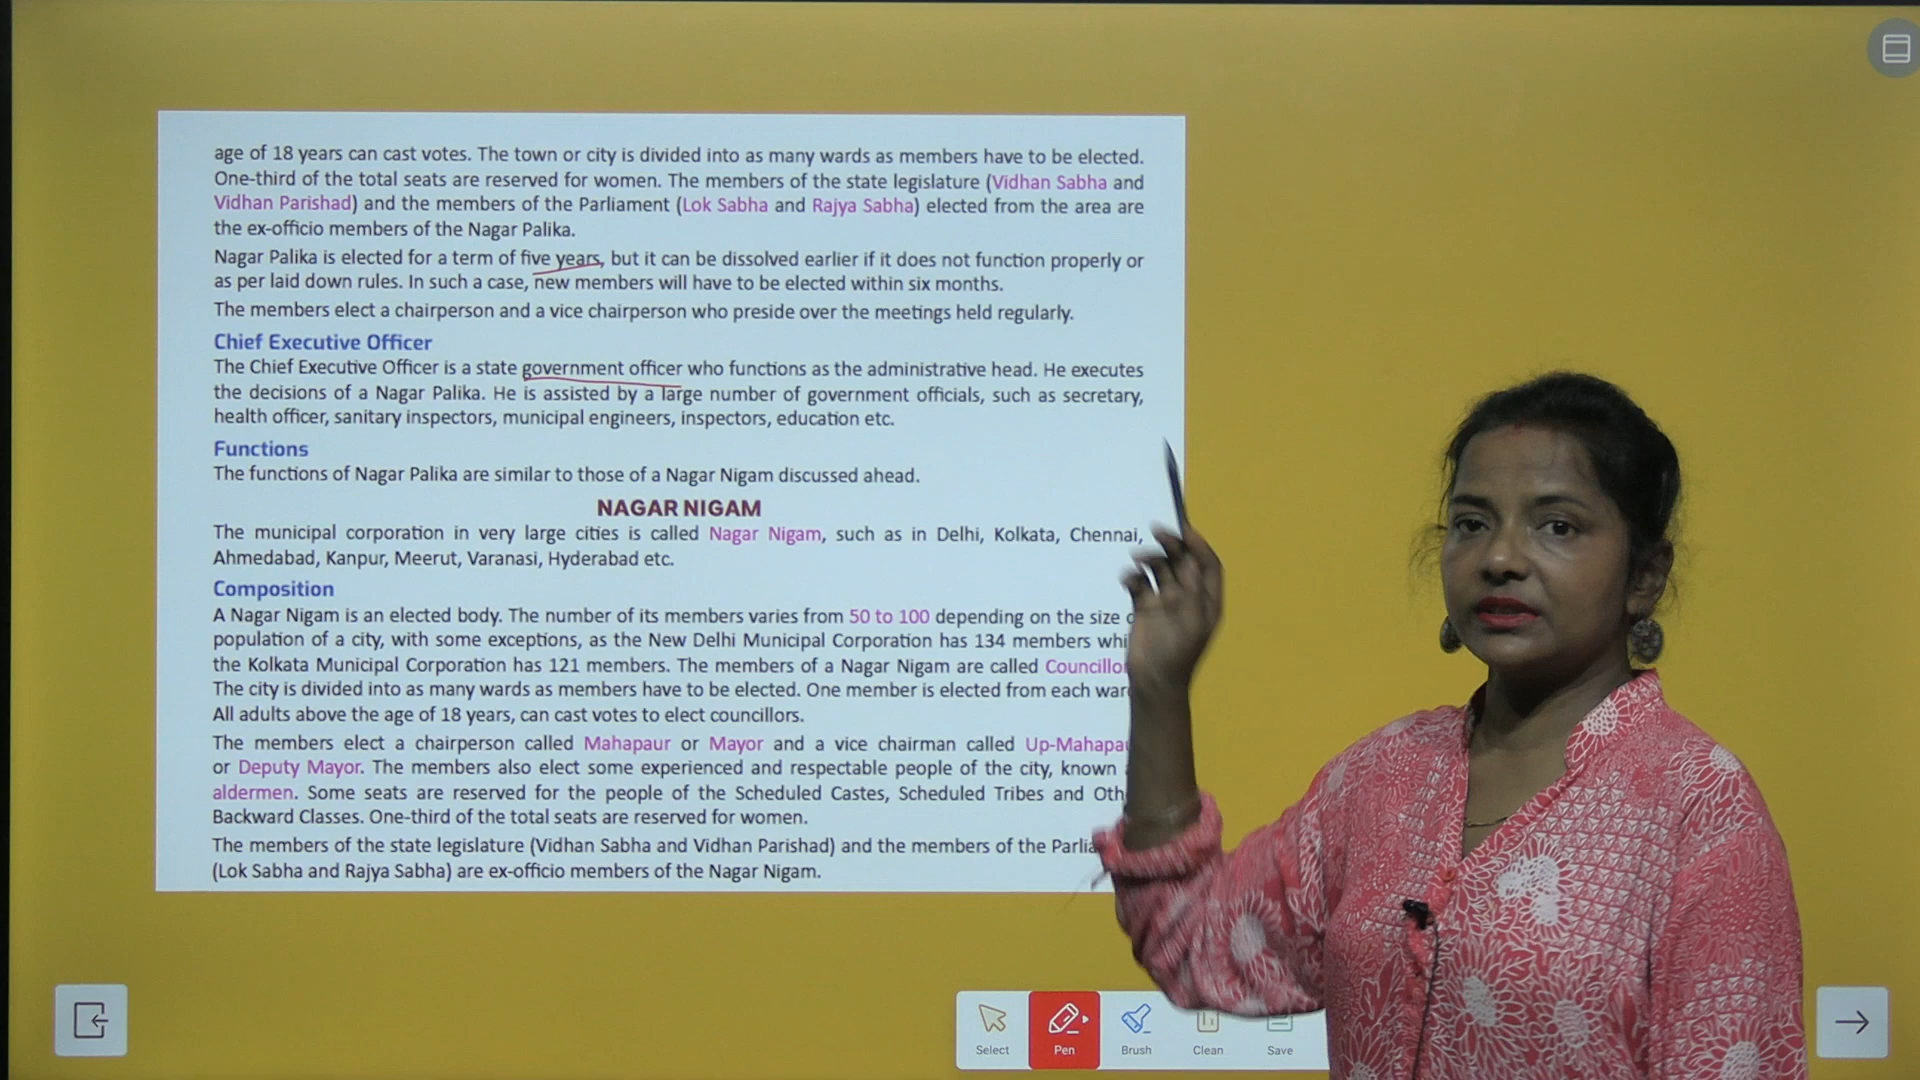 age of 18 years can cast votes. The town or city is divided into as many wards as members have to be elected.
One-third of the total seats are reserved for women. The members of the state legislature (Vidhan Sabha and
Vidhan Parishad) and the members of the Parliament (Lok Sabha and Rajya Sabha) elected from the area are
the ex-officio members of the Nagar Palika.
Nagar Palika is elected for a term of five years, but it can be dissolved earlier if it does not function properly or
as per laid down rules. In such a case, new members will have to be elected within six months.
The members elect a chairperson and a vice chairperson who preside over the meetings held regularly.
Chief Executive Officer
The Chief Executive Officer is a state government officer who functions as the administrative head. He executes
the decisions of a Nagar Palika. He is assisted by a large number of government officials, such as secretary,
health officer, sanitary inspectors, municipal engineers, inspectors, education etc.
Functions
The functions of Nagar Palika are similar to those of a Nagar Nigam discussed ahead.
NAGAR NIGAM
The municipal corporation in very large cities is called Nagar Nigam, such as in Delhi, Kolkata, Chennai,
Ahmedabad, Kanpur, Meerut, Varanasi, Hyderabad etc.
Composition
A Nagar Nigam is an elected body. The number of its members varies from 50 to 100 depending on the size
population of a city, with some exceptions, as the New Delhi Municipal Corporation has 134 members
the Kolkata Municipal Corporation has 121 members. The members of a Nagar Nigam are called
The city is divided into as many wards as members have to be elected. One member is elected from each
All adults above the age of 18 years, can cast votes to elect councillors.
The members elect a chairperson called Mahapaur or Mayor and a vice chairman called
or Deputy Mayor. The members also elect some experienced and respectable people of the city, known
aldermen. Some seats are reserved for the people of the Scheduled Castes, Scheduled Tribes and
Backward Classes. One-third of the total seats are reserved for women.
The members of the state legislature (Vidhan Sabha and Vidhan Parishad) and the members of the
(Lok Sabha and Rajya Sabha) are ex-officio members of the Nagar Nigam.
Select Pen Brush Clean Save